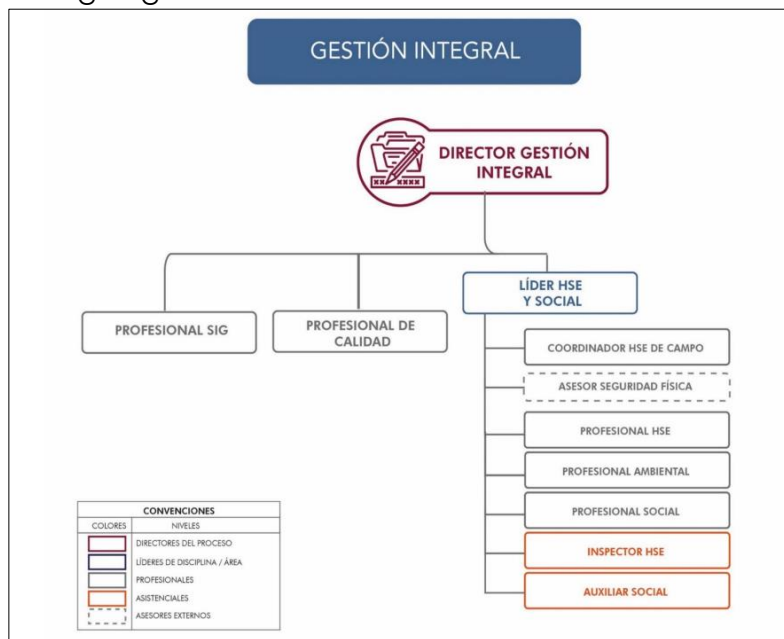 GESTIÓN INTEGRAL
DIRECTOR GESTIÓN
INTEGRAL
XX XXXX
LÍDER HSE
Y SOCIAL
PROFESIONAL SIG
PROFESIONAL DE
CALIDAD
COORDINADOR HSE DE CAMPO
ASESOR SEGURIDAD FÍSICA
PROFESIONAL HSE
PROFESIONAL AMBIENTAL
PROFESIONAL SOCIAL
INSPECTOR HSE
AUXILIAR SOCIAL
CONVENCIONES
COLORES NIVELES
DIRECTORES DEL PROCESO
LÍDERES DE DISCIPLINA / ÁREA
PROFESIONALES
ASISTENCIALES
ASESORES EXTERNOS